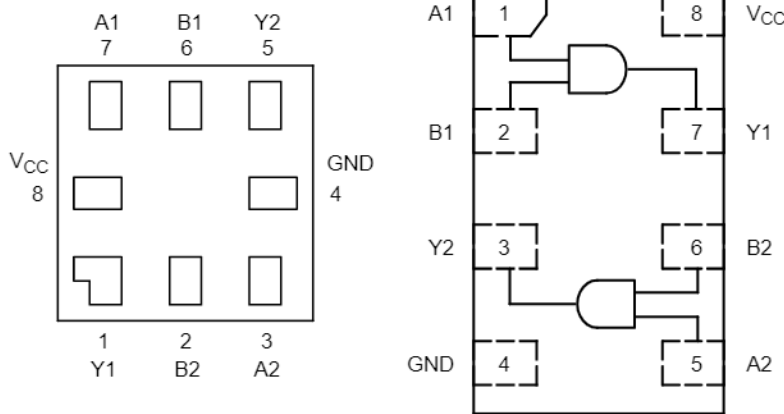 A1 B1 Y2
7 6 5
VCC
8
GND
4
1 2 3
Y1 B2 A2
A1 1 8 VCC
B1 2 7 Y1
Y2 3 6 B2
GND 4 5 A2